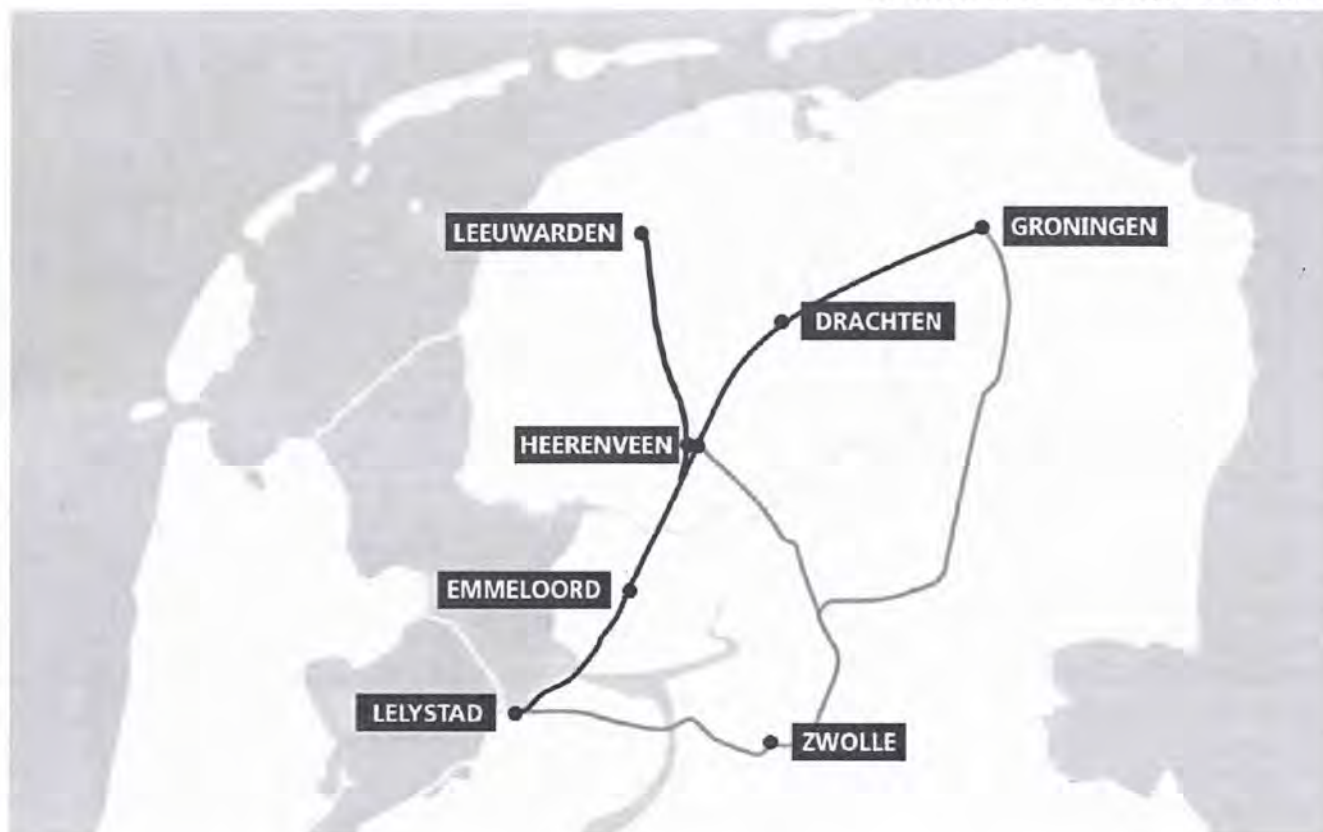 LEEUWARDEN
GRONINGEN
DRACHTEN
HEERENVEEN
EMMELOORD
LELYSTAD
ZWOLLE